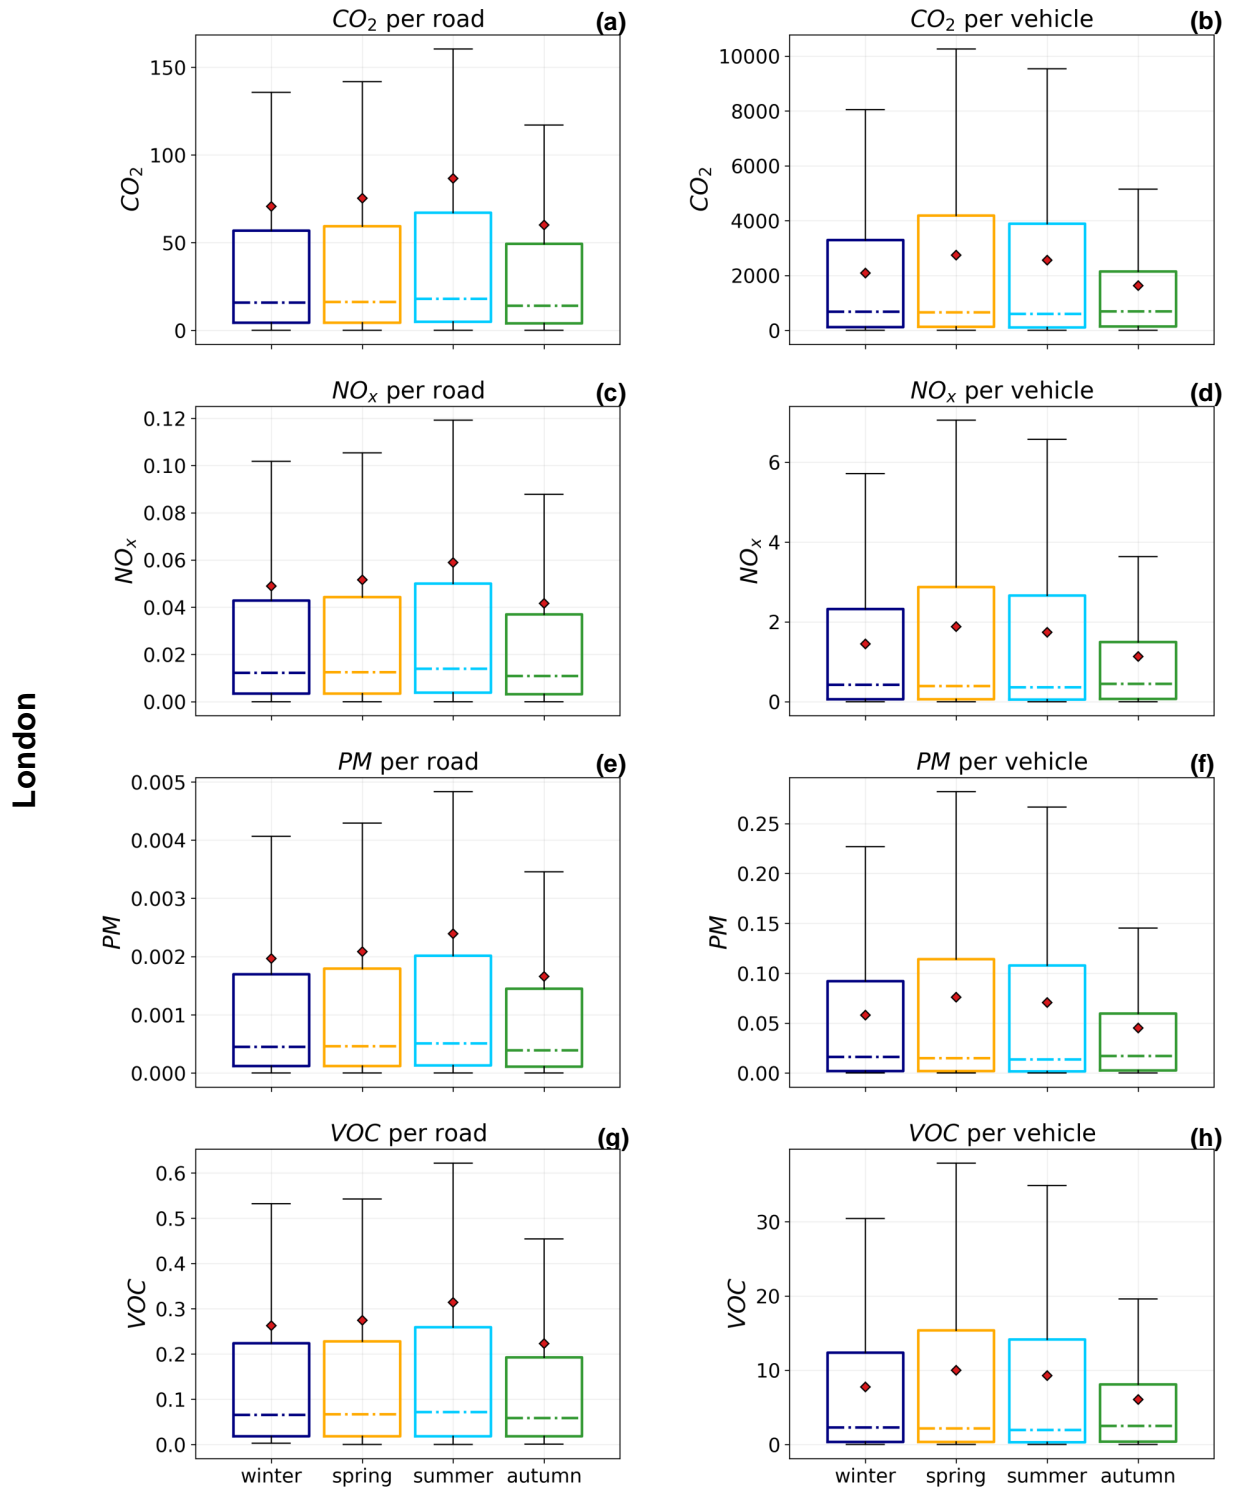 CO2 per road (a)
150
100
50
0
CO2
CO2 per vehicle (b)
10000
8000
6000
4000
2000
0
CO2
NOx per road (c)
0.12
0.10
0.08
0.06
0.04
0.02
0.00
NOx
NOx per vehicle (d)
6
4
2
0
NOx
London
PM per road (e)
0.005
0.004
0.003
0.002
0.001
0.000
PM
PM per vehicle (f)
0.25
0.20
0.15
0.10
0.05
0.00
PM
VOC per road (g)
0.6
0.5
0.4
0.3
0.2
0.1
0.0
VOC
winter spring summer autumn
VOC per vehicle (h)
30
20
10
0
VOC
winter spring summer autumn